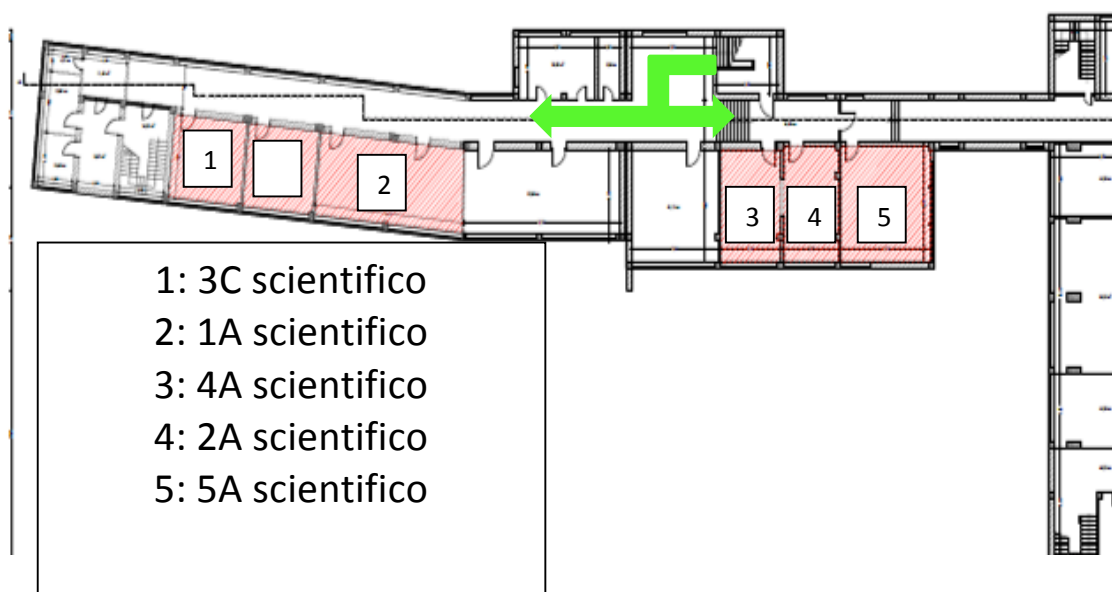 1
2
3
4
5
1: 3C scientifico
2: 1A scientifico
3: 4A scientifico
4: 2A scientifico
5: 5A scientifico